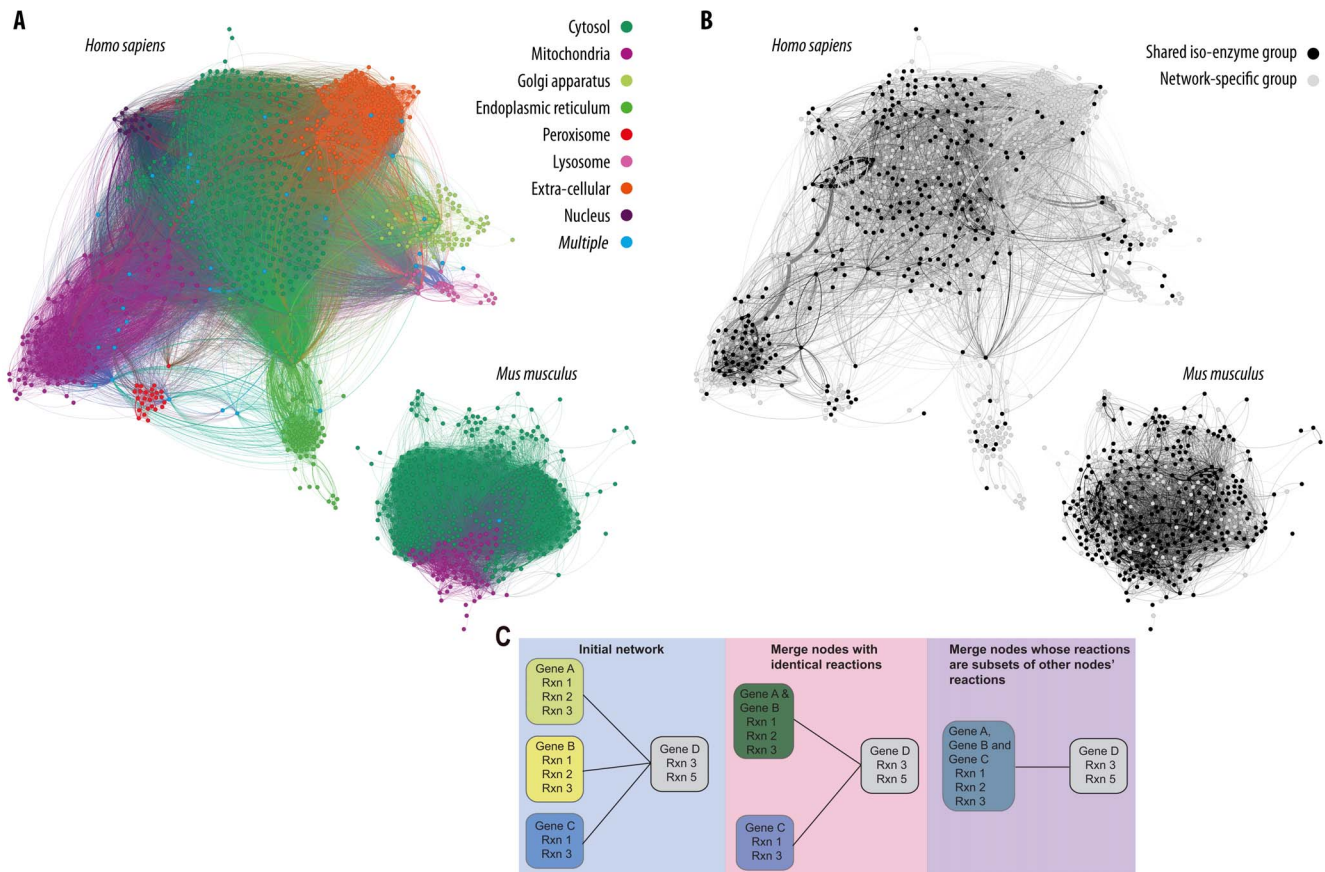 A
Homo sapiens
Cytosol
Mitochondria
Golgi apparatus
Endoplasmic reticulum
Peroxisome
Lysosome
Extra-cellular
Nucleus
Multiple
Mus musculus
B
Homo sapiens
Shared iso-enzyme group
Network-specific group
Mus musculus
C
Initial network
Gene A
Rxn 1
Rxn 2
Rxn 3
Gene B
Rxn 1
Rxn 2
Rxn 3
Gene C
Rxn 1
Rxn 3
Gene D
Rxn 3
Rxn 5
Merge nodes with
identical reactions
Gene A &
Gene B
Rxn 1
Rxn 2
Rxn 3
Gene C
Rxn 1
Rxn 3
Gene D
Rxn 3
Rxn 5
Merge nodes whose reactions
are subsets of other nodes'
reactions
Gene A,
Gene B and
Gene C
Rxn 1
Rxn 2
Rxn 3
Gene D
Rxn 3
Rxn 5